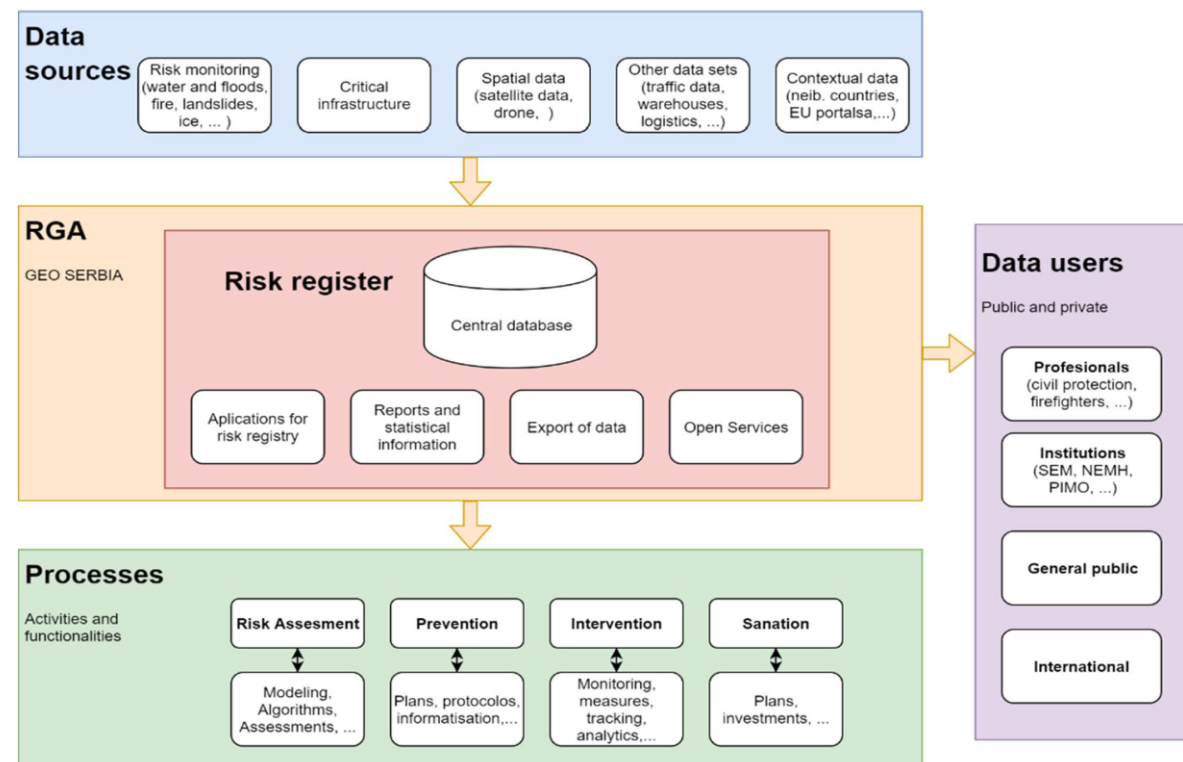 Data
sources
Risk monitoring
(water and floods,
fire, landslides,
ice, ... )
Critical
infrastructure
Spatial data
(satellite data,
drone,  )
Other data sets
(traffic data,
warehouses,
logistics, ...)
Contextual data
(neib. countries,
EU portalsa,...)
RGA
GEO SERBIA
Risk register
Central database
Aplications for
risk registry
Reports and
statistical
information
Export of data
Open Services
Data users
Public and private
Profesionals
(civil protection,
firefighters, ...)
Institutions
(SEM, NEMH,
PIMO, ...)
General public
International
Processes
Activities and
functionalities
Risk Assesment
Prevention
Intervention
Sanation
Modeling,
Algorithms,
Assessments, ...
Plans, protocolos,
informatisation,...
Monitoring,
measures,
tracking,
analytics,...
Plans,
investments, ...